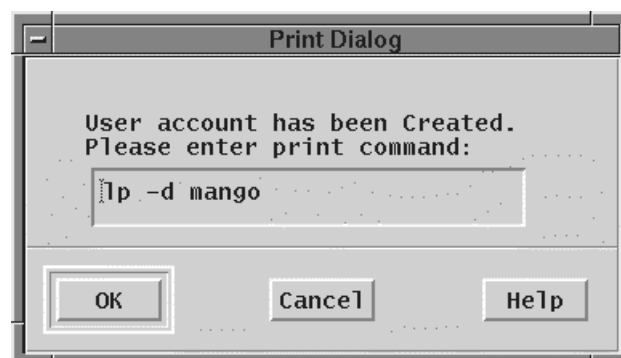 Print Dialog
User account has been Created.
Please enter print command:
lp -d mango
OK
Cancel
Help